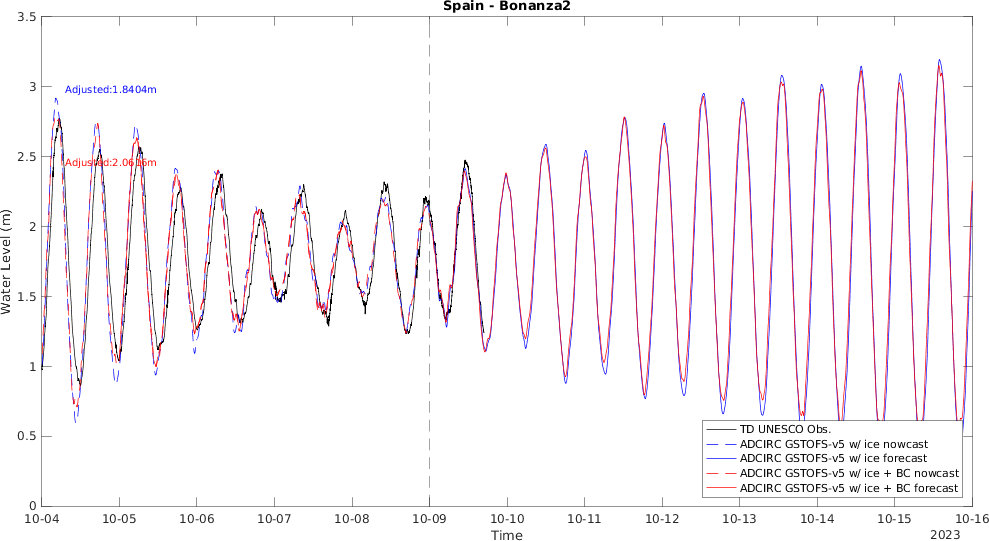 Spain - Bonanza2
3.5
3
2.5
2
1.5
1
0.5
0
Water Level (m)
Adjusted:1.8404m
Adjusted:2.0616m
TD UNESCO Obs.
ADCIRC GSTOFS-v5 w/ ice nowcast
ADCIRC GSTOFS-v5 w/ ice forecast
ADCIRC GSTOFS-v5 w/ ice + BC nowcast
ADCIRC GSTOFS-v5 w/ ice + BC forecast
10-04 10-05 10-06 10-07 10-08 10-09 10-10 10-11 10-12 10-13 10-14 10-15 10-16
Time
2023